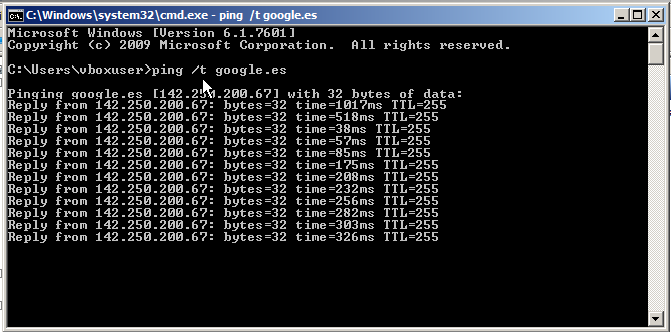 C:\Windows\system32\cmd.exe - ping /t google.es
Microsoft Windows [Version 6.1.7601]
Copyright (c) 2009 Microsoft Corporation.  All rights reserved.
C:\Users\vboxuser>ping /t google.es
Pinging google.es [142.250.200.67] with 32 bytes of data:
Reply from 142.250.200.67: bytes=32 time=1017ms TTL=255
Reply from 142.250.200.67: bytes=32 time=518ms TTL=255
Reply from 142.250.200.67: bytes=32 time=38ms TTL=255
Reply from 142.250.200.67: bytes=32 time=57ms TTL=255
Reply from 142.250.200.67: bytes=32 time=85ms TTL=255
Reply from 142.250.200.67: bytes=32 time=175ms TTL=255
Reply from 142.250.200.67: bytes=32 time=208ms TTL=255
Reply from 142.250.200.67: bytes=32 time=232ms TTL=255
Reply from 142.250.200.67: bytes=32 time=256ms TTL=255
Reply from 142.250.200.67: bytes=32 time=282ms TTL=255
Reply from 142.250.200.67: bytes=32 time=303ms TTL=255
Reply from 142.250.200.67: bytes=32 time=326ms TTL=255